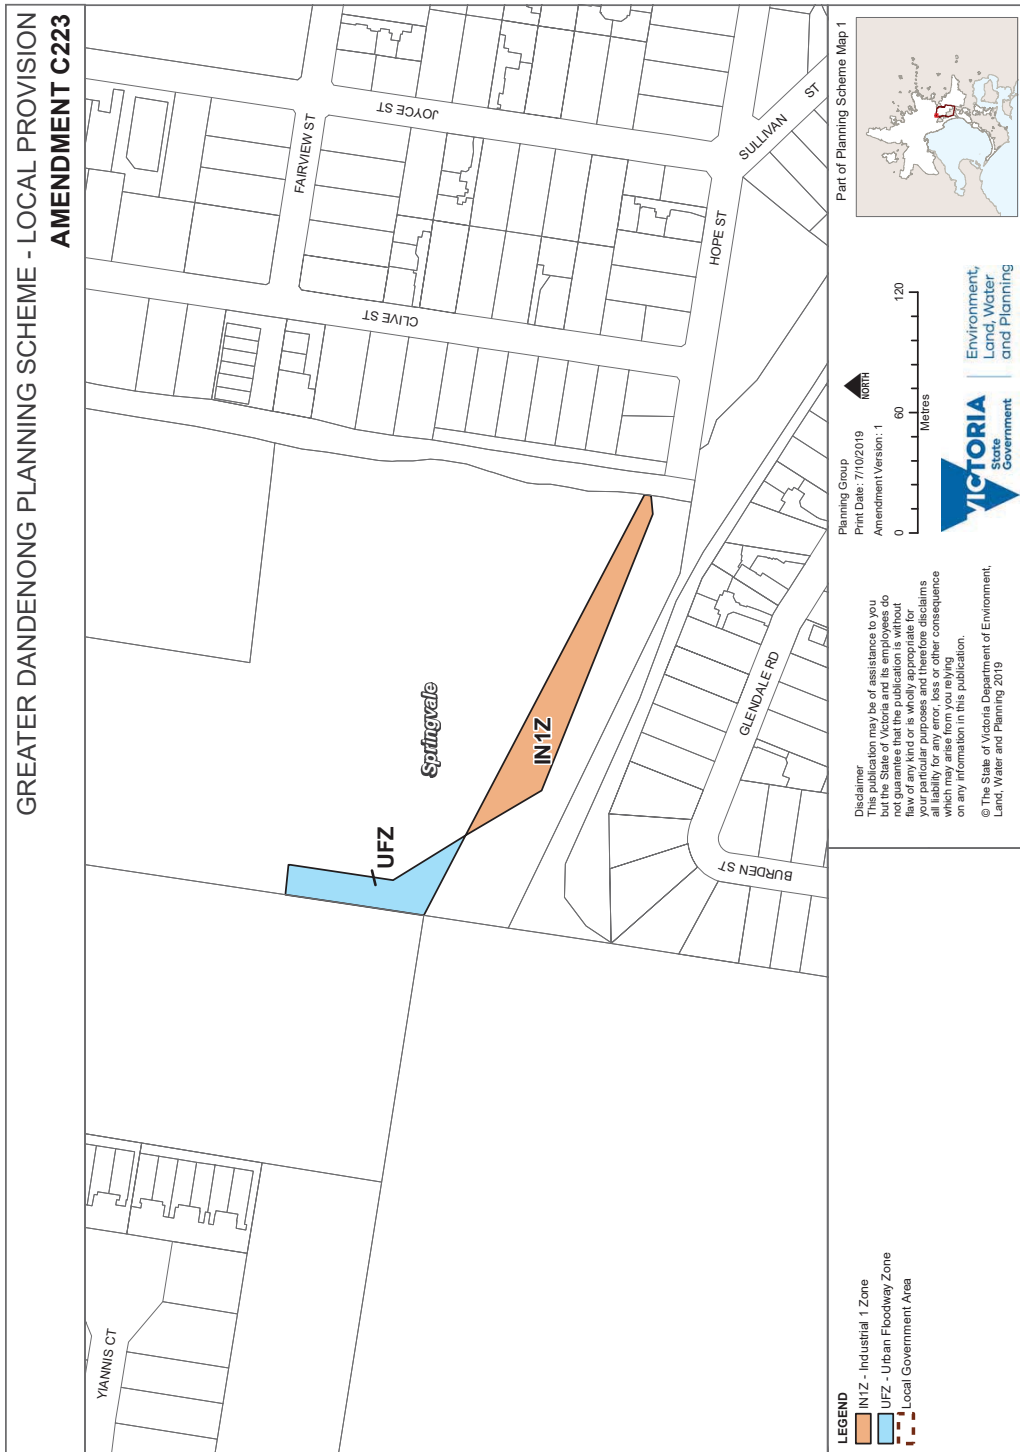 GREATER DANDENONG PLANNING SCHEME - LOCAL PROVISION
AMENDMENT C223
YIANNIS CT
UFZ
Springvale
IN1Z
FAIRVIEW ST
JOYCE ST
CLIVE ST
HOPE ST
SULLIVAN ST
GLENDALE RD
BURDEN ST
LEGEND
IN1Z - Industrial 1 Zone
UFZ - Urban Floodway Zone
Local Government Area
Disclaimer
This publication may be of assistance to you
but the State of Victoria and its employees do
not guarantee that the publication is without
flaw of any kind or is wholly appropriate for
your particular purposes and therefore disclaims
all liability for any error, loss or other consequence
which may arise from you relying
on any information in this publication.
© The State of Victoria Department of Environment,
Land, Water and Planning 2019
Planning Group
Print Date: 7/10/2019
Amendment Version: 1
NORTH
0 60 120
Metres
VICTORIA
State
Government
Environment,
Land, Water
and Planning
Part of Planning Scheme Map 1